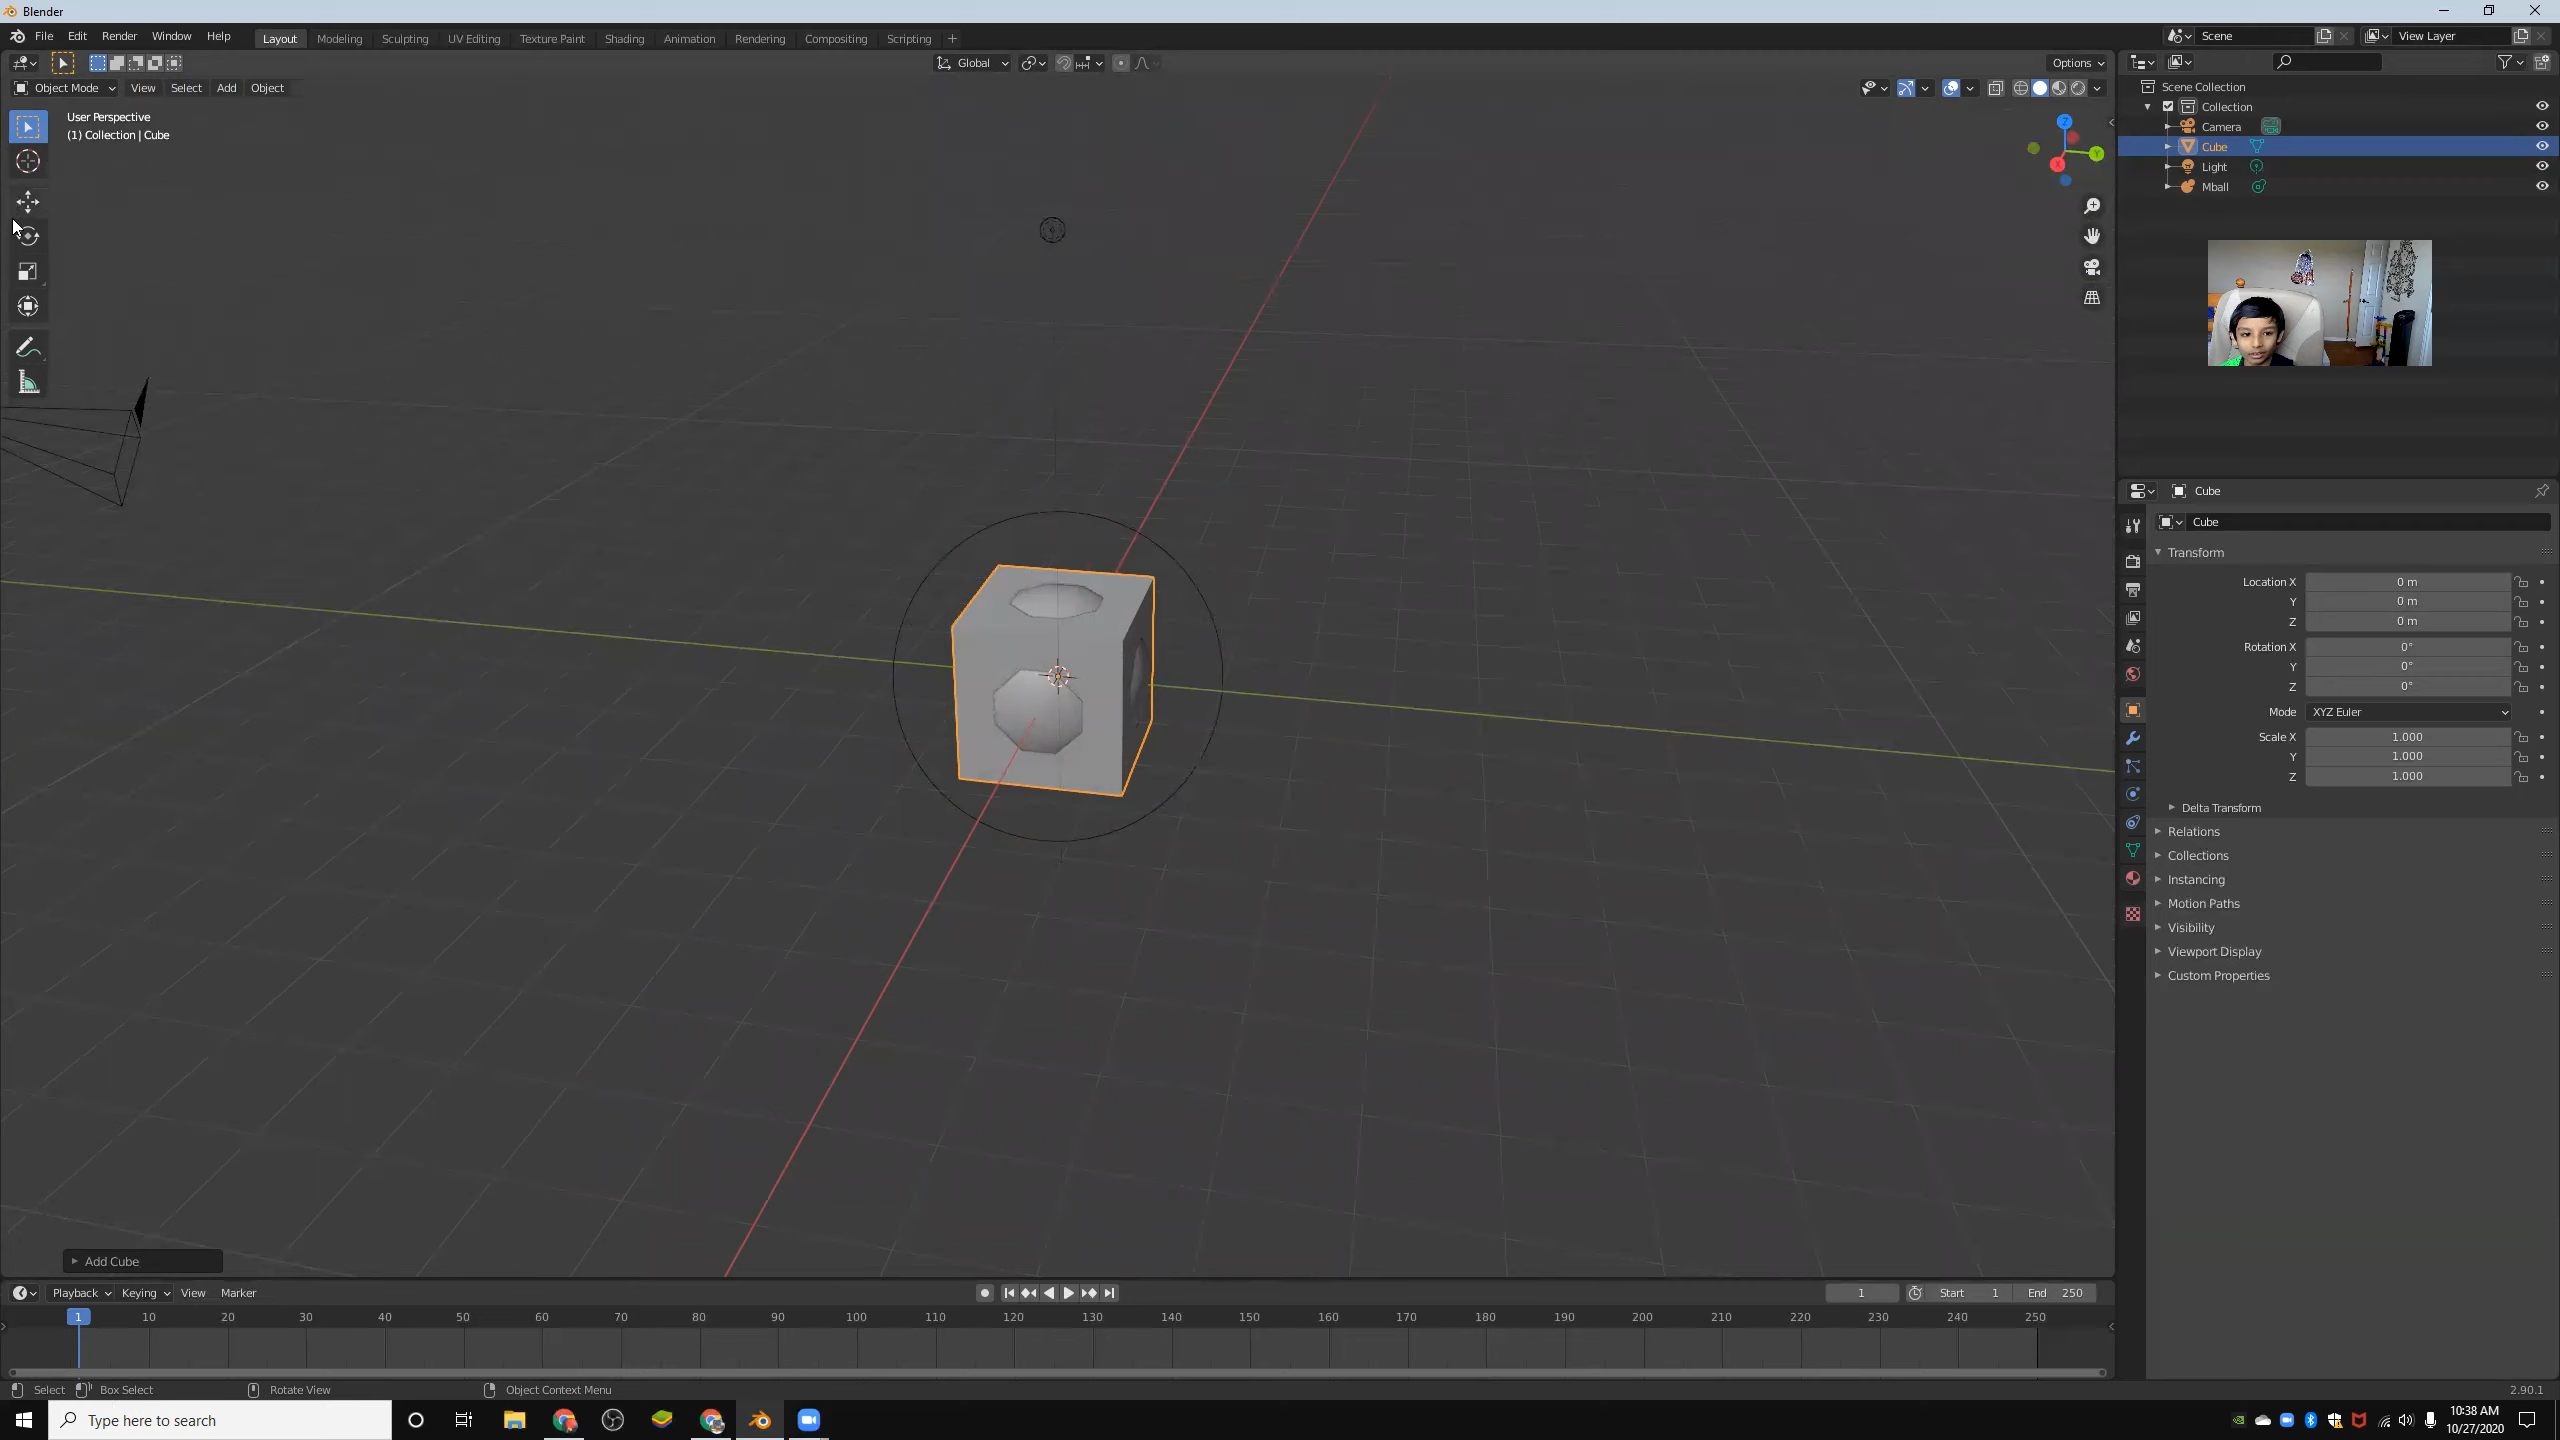 Blender
File Edit Render Window Help
Layout Modeling Sculpting UV Editing Texture Paint Shading Animation Rendering Compositing Scripting +
Scene
View Layer
Global
Options
Object Mode View Select Add Object
User Perspective
(1) Collection | Cube
Z
Y
X
Scene Collection
Collection
Camera
Cube
Light
Mball
Cube
Cube
Transform
Location X 0 m
Y 0 m
Z 0 m
Rotation X 0°
Y 0°
Z 0°
Mode XYZ Euler
Scale X 1.000
Y 1.000
Z 1.000
Delta Transform
Relations
Collections
Instancing
Motion Paths
Visibility
Viewport Display
Custom Properties
Add Cube
Playback Keying View Marker
1 Start 1 End 250
1 10 20 30 40 50 60 70 80 90 100 110 120 130 140 150 160 170 180 190 200 210 220 230 240 250
Select Box Select Rotate View Object Context Menu
2.90.1
Type here to search
10:38 AM
10/27/2020